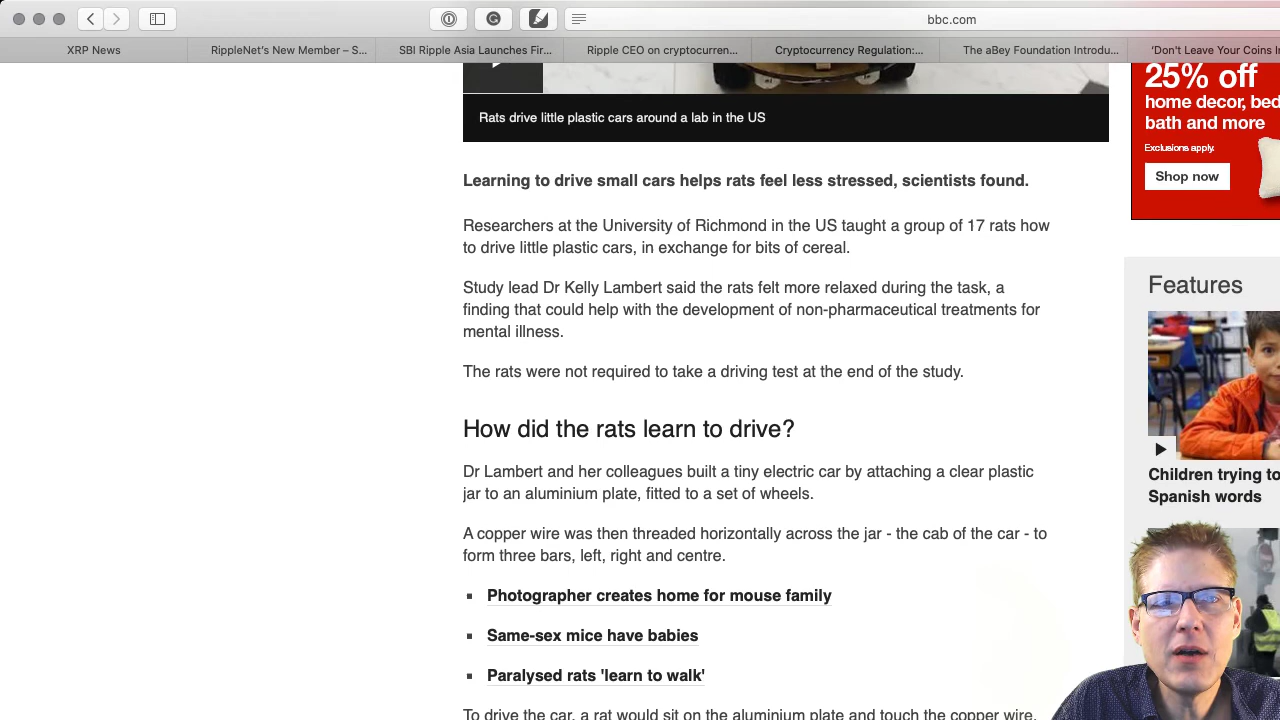 bbc.com
XRP News
RippleNet's New Member – S...
SBI Ripple Asia Launches Fir...
Ripple CEO on cryptocurren...
Cryptocurrency Regulation:...
The aBey Foundation Introdu...
'Don't Leave Your Coins I
Rats drive little plastic cars around a lab in the US
Learning to drive small cars helps rats feel less stressed, scientists found.
Researchers at the University of Richmond in the US taught a group of 17 rats how
to drive little plastic cars, in exchange for bits of cereal.
Study lead Dr Kelly Lambert said the rats felt more relaxed during the task, a
finding that could help with the development of non-pharmaceutical treatments for
mental illness.
The rats were not required to take a driving test at the end of the study.
How did the rats learn to drive?
Dr Lambert and her colleagues built a tiny electric car by attaching a clear plastic
jar to an aluminium plate, fitted to a set of wheels.
A copper wire was then threaded horizontally across the jar - the cab of the car - to
form three bars, left, right and centre.
Photographer creates home for mouse family
Same-sex mice have babies
Paralysed rats 'learn to walk'
To drive the car, a rat would sit on the aluminium plate and touch the copper wire.
25% off
home decor, bed
bath and more
Exclusions apply.
Shop now
Features
Children trying to
Spanish words